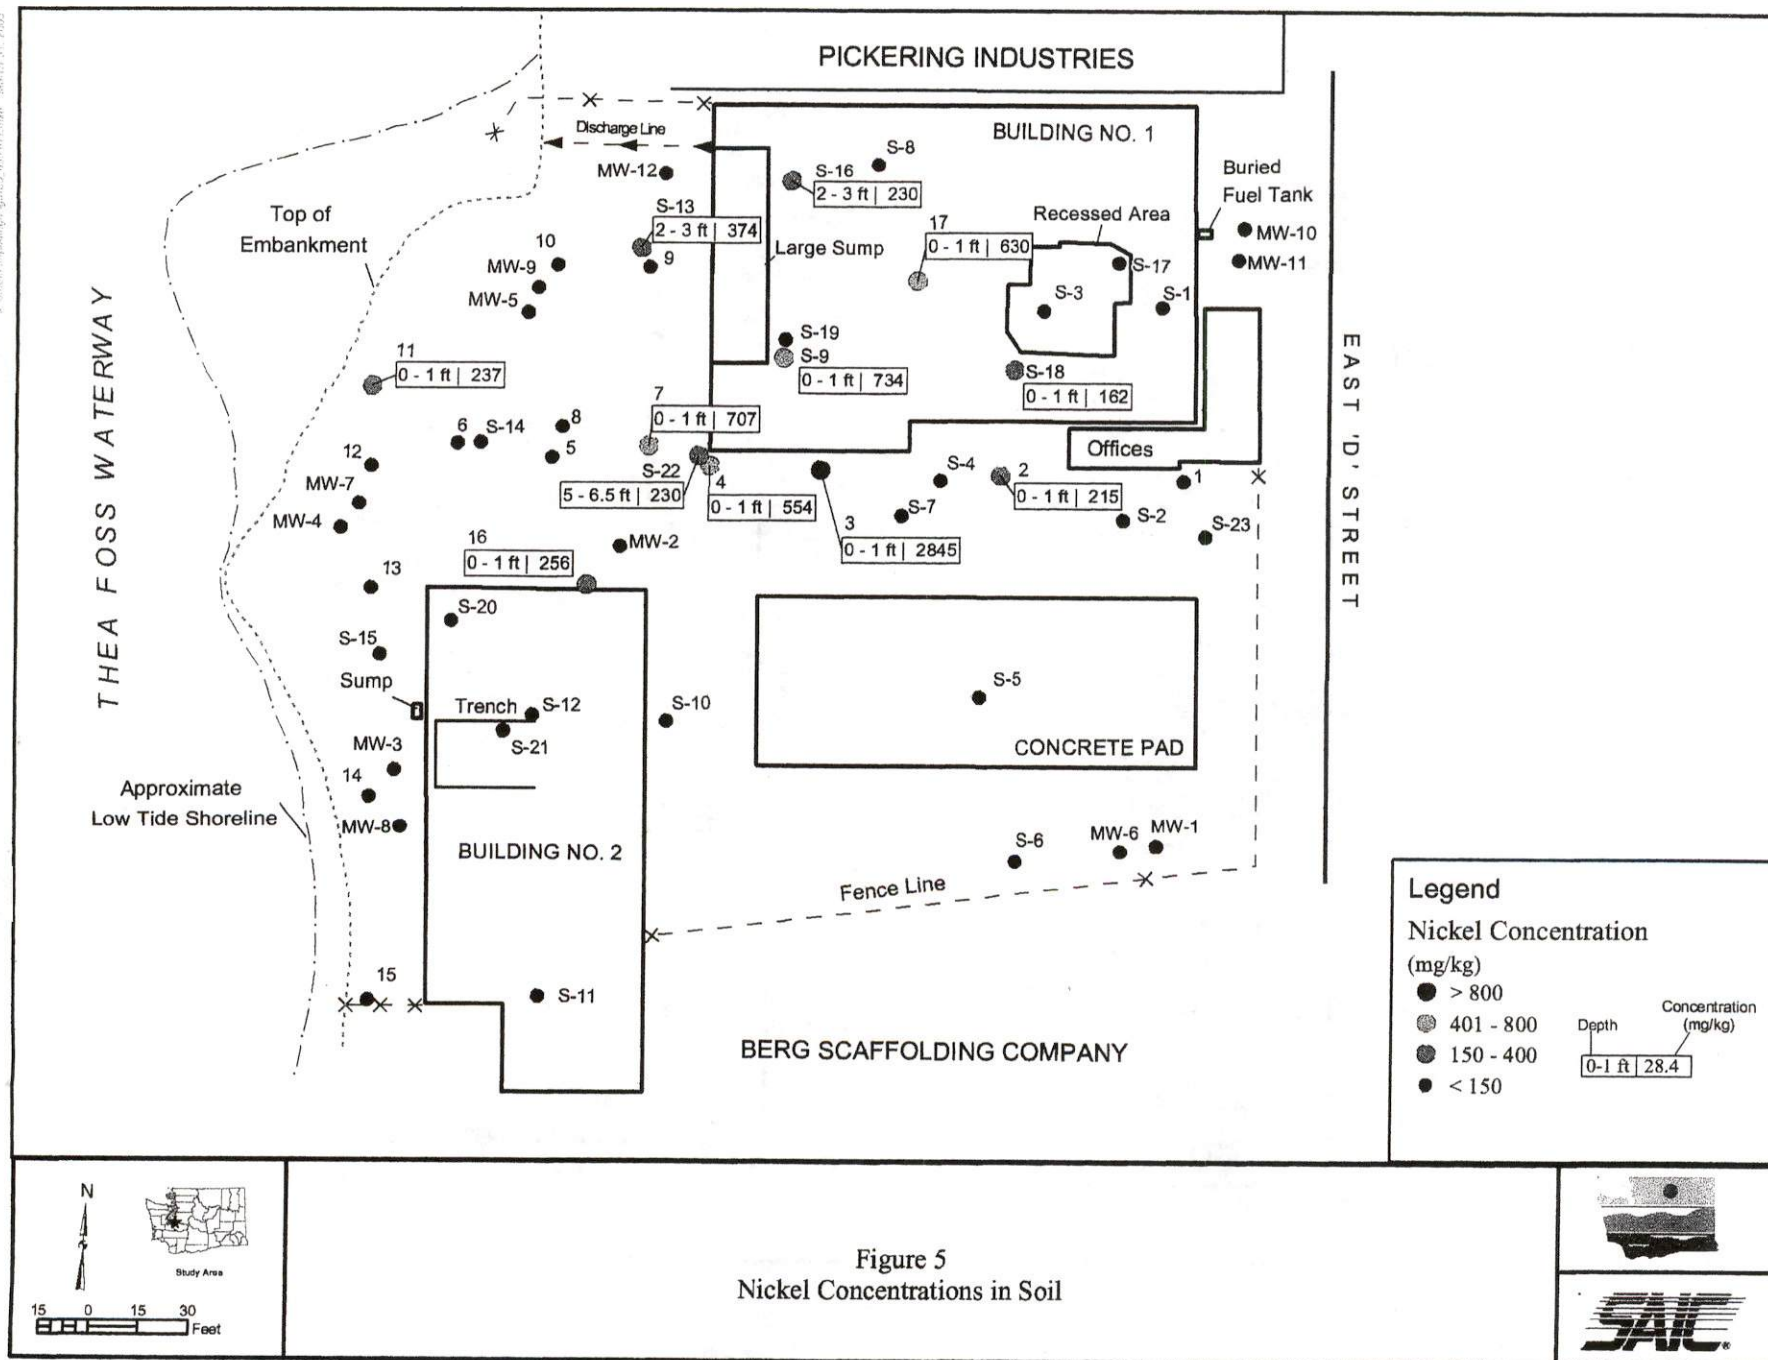 PICKERING INDUSTRIES
BUILDING NO. 1
Discharge Line
MW-12
S-8
S-16
2 - 3 ft | 230
Buried
Fuel Tank
MW-10
MW-11
Top of
Embankment
S-13
2 - 3 ft | 374
9
10
MW-9
MW-5
Large Sump
17
0 - 1 ft | 630
Recessed Area
S-17
S-3
S-1
THEA FOSS WATERWAY
EAST 'D' STREET
11
0 - 1 ft | 237
S-19
S-9
0 - 1 ft | 734
S-18
0 - 1 ft | 162
7
0 - 1 ft | 707
6
S-14
8
5
S-22
5 - 6.5 ft | 230
4
0 - 1 ft | 554
Offices
12
MW-7
MW-4
S-4
S-7
2
0 - 1 ft | 215
1
S-2
S-23
3
0 - 1 ft | 2845
MW-2
16
0 - 1 ft | 256
13
S-20
S-15
Sump
Trench
S-12
S-21
S-10
S-5
CONCRETE PAD
MW-3
14
MW-8
Approximate
Low Tide Shoreline
BUILDING NO. 2
S-6
MW-6
MW-1
Fence Line
15
S-11
BERG SCAFFOLDING COMPANY
Legend
Nickel Concentration
(mg/kg)
> 800
401 - 800
150 - 400
< 150
Depth
Concentration
(mg/kg)
0-1 ft | 28.4
N
Study Area
15 0 15 30
Feet
Figure 5
Nickel Concentrations in Soil
SAIC®